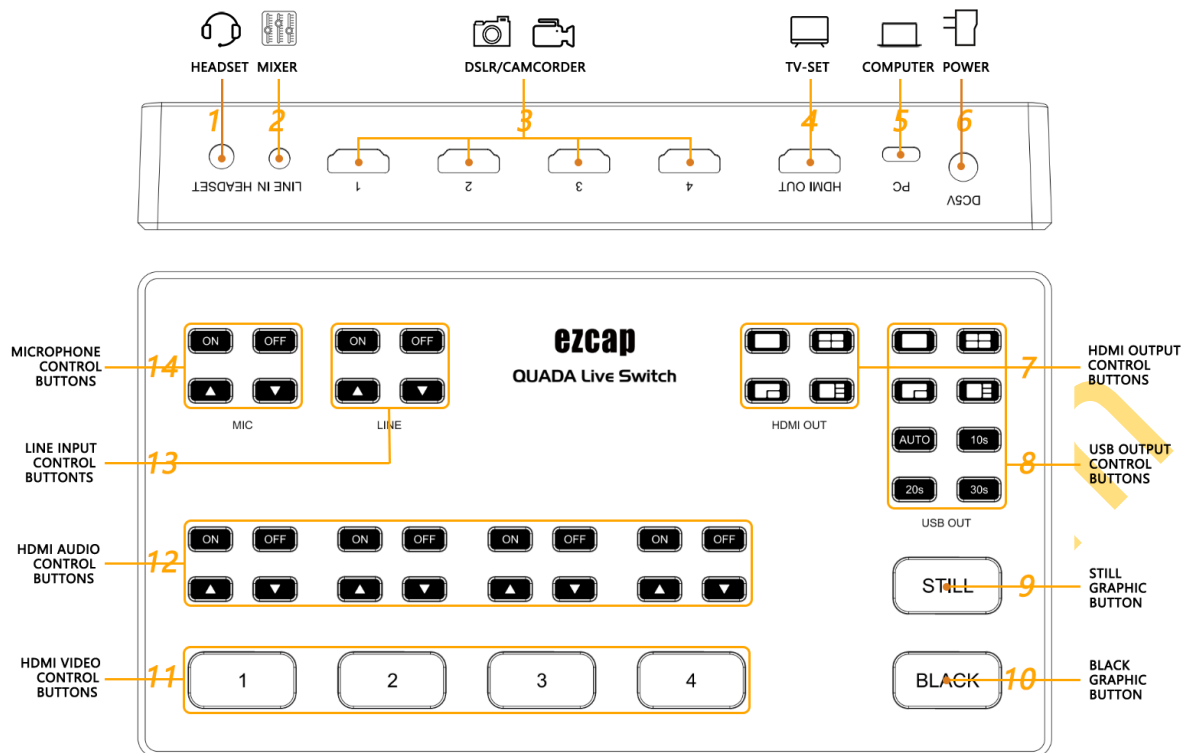 HEADSET MIXER DSLR/CAMCORDER TV-SET COMPUTER POWER
1 2 3 4 5 6
HEADSET LINE IN 1 2 3 4 HDMI OUT PC DC5V
ezcap
QUADA Live Switch
MICROPHONE
CONTROL
BUTTONS
14
ON OFF
MIC
ON OFF
LINE
LINE INPUT
CONTROL
BUTTONTS
13
HDMI OUT
7
HDMI OUTPUT
CONTROL
BUTTONS
AUTO 10s
20s 30s
USB OUT
8
USB OUTPUT
CONTROL
BUTTONS
HDMI AUDIO
CONTROL
BUTTONS
12
ON OFF ON OFF ON OFF ON OFF
STILL
9
STILL
GRAPHIC
BUTTON
HDMI VIDEO
CONTROL
BUTTONS
11
1 2 3 4
BLACK
10
BLACK
GRAPHIC
BUTTON